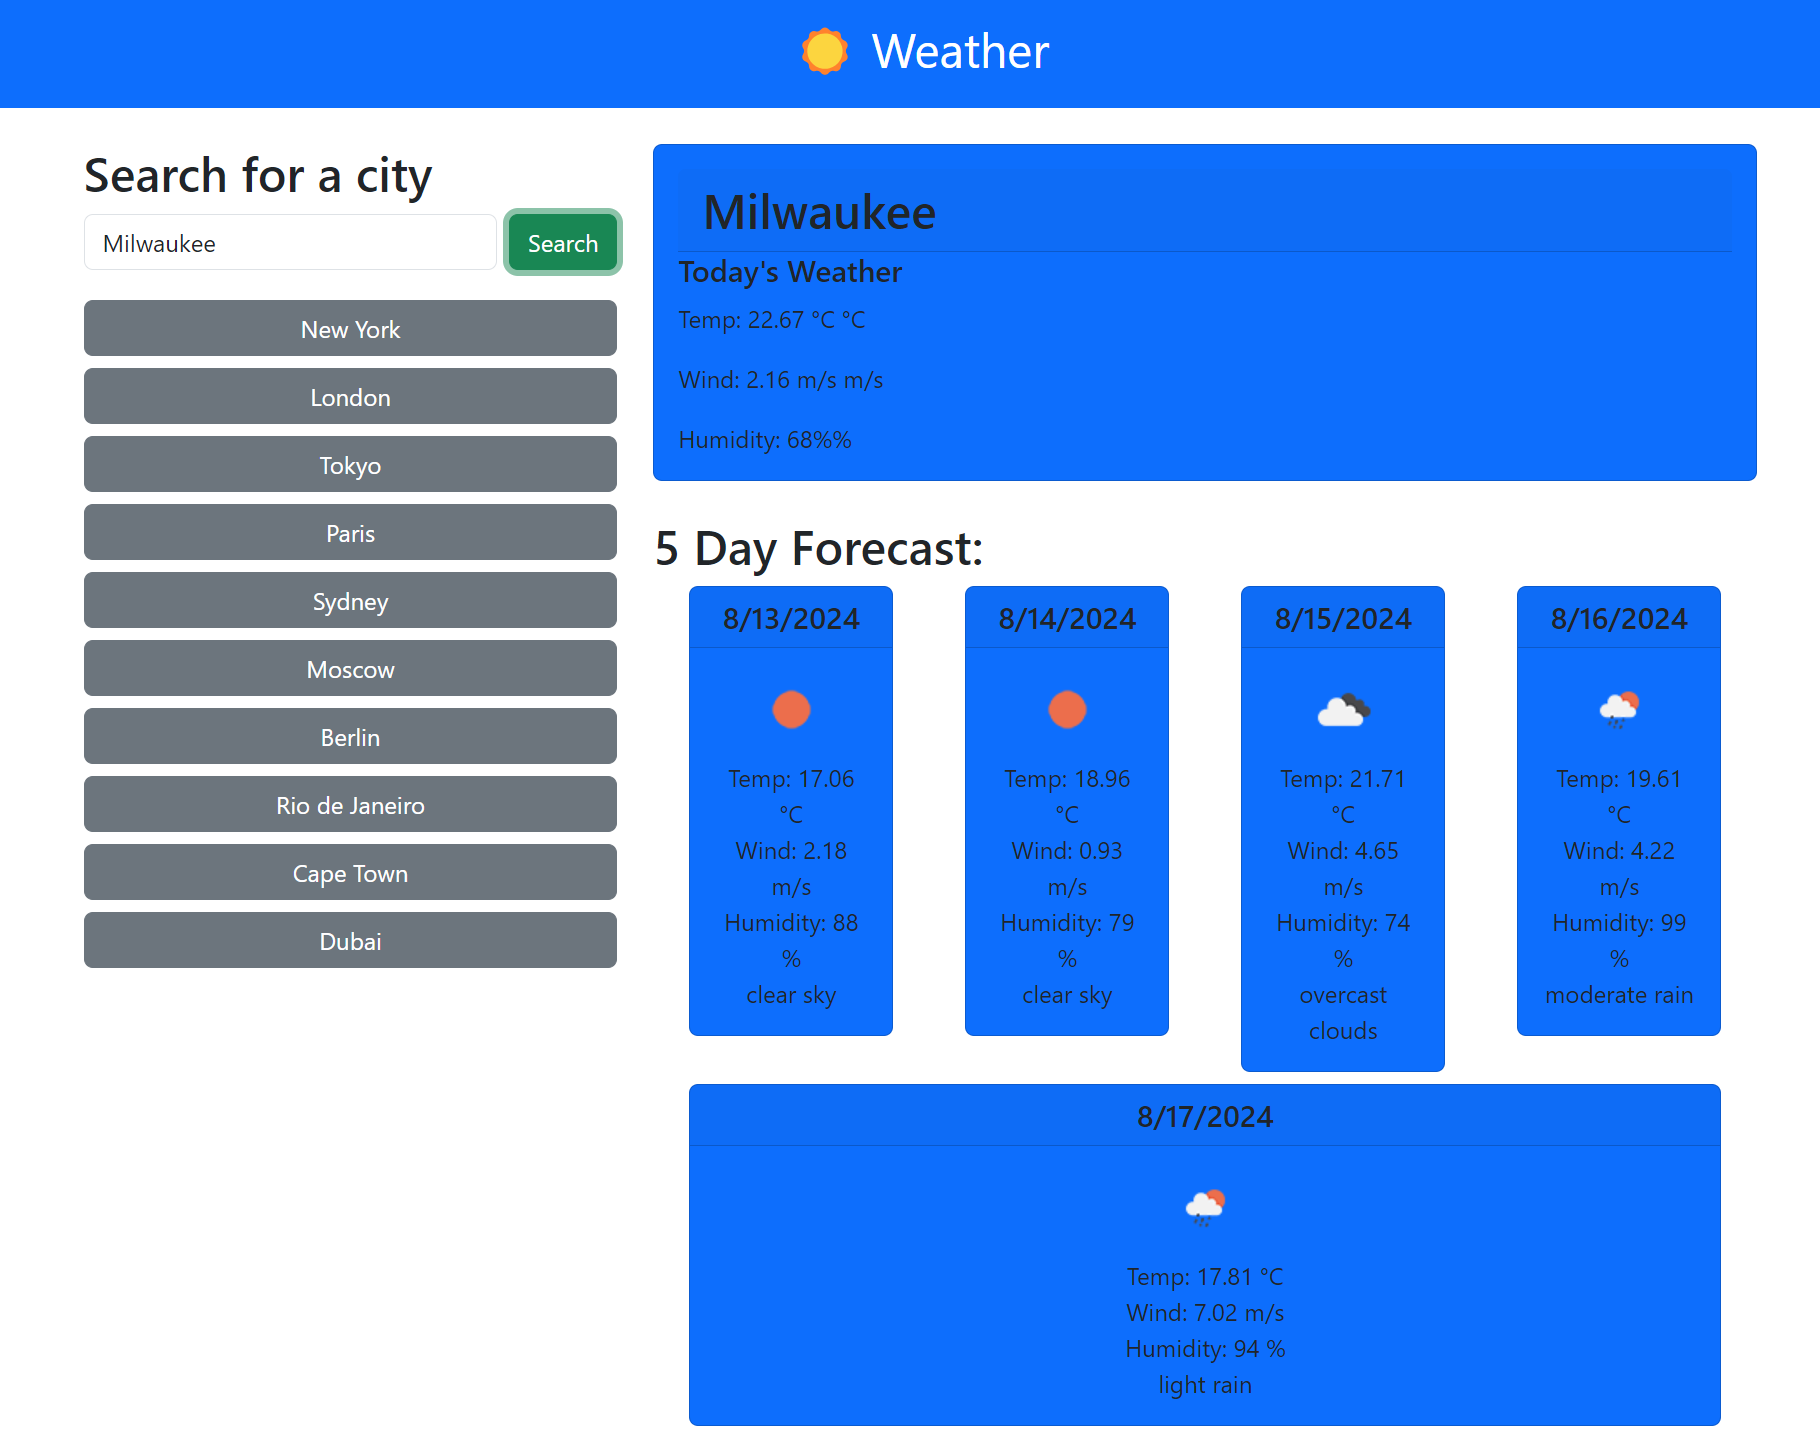 Weather
Search for a city
Milwaukee
Search
New York
London
Tokyo
Paris
Sydney
Moscow
Berlin
Rio de Janeiro
Cape Town
Dubai
Milwaukee
Today's Weather
Temp: 22.67 °C °C
Wind: 2.16 m/s m/s
Humidity: 68%%
5 Day Forecast:
8/13/2024
Temp: 17.06
°C
Wind: 2.18
m/s
Humidity: 88
%
clear sky
8/14/2024
Temp: 18.96
°C
Wind: 0.93
m/s
Humidity: 79
%
clear sky
8/15/2024
Temp: 21.71
°C
Wind: 4.65
m/s
Humidity: 74
%
overcast
clouds
8/16/2024
Temp: 19.61
°C
Wind: 4.22
m/s
Humidity: 99
%
moderate rain
8/17/2024
Temp: 17.81 °C
Wind: 7.02 m/s
Humidity: 94 %
light rain